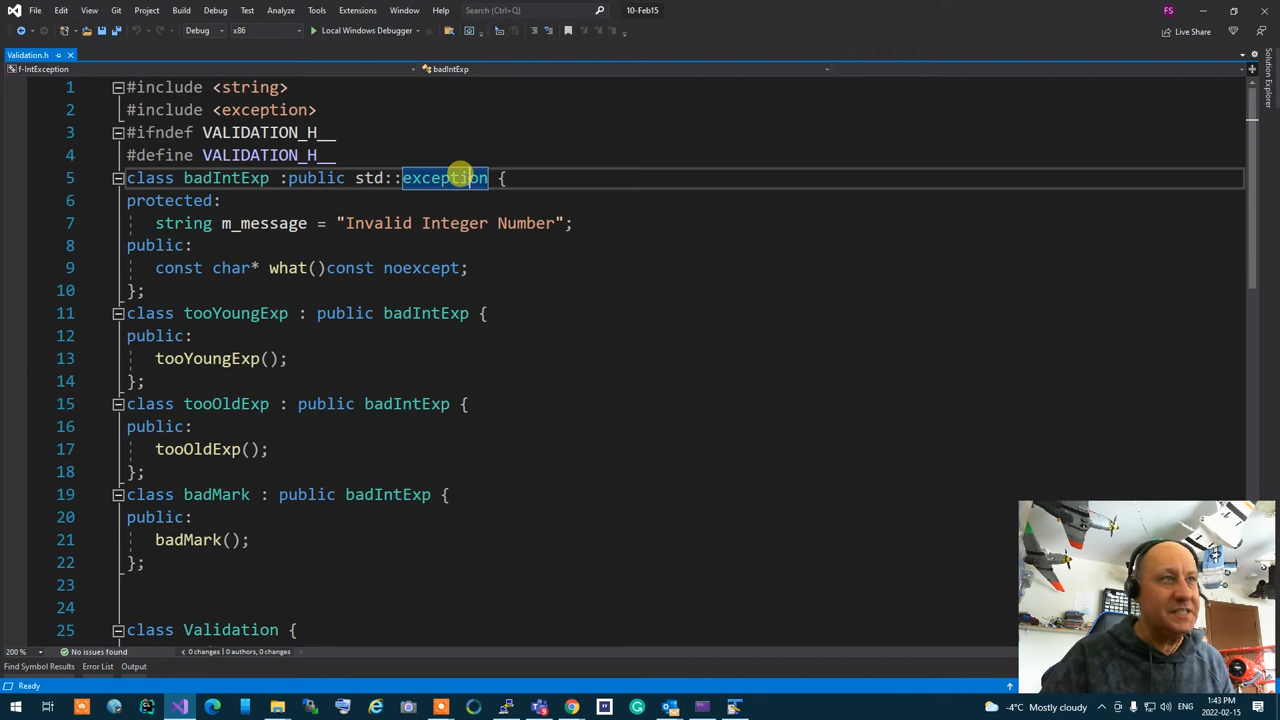 File Edit View Git Project Build Debug Test Analyze Tools Extensions Window Help Search (Ctrl+Q) 10-Feb15 FS
Debug x86 Local Windows Debugger Live Share
Validation.h
f-IntException badIntExp
Solution Explorer
1 #include <string>
2 #include <exception>
3 #ifndef VALIDATION_H__
4 #define VALIDATION_H__
5 class badIntExp :public std::exception {
6 protected:
7 string m_message = "Invalid Integer Number";
8 public:
9 const char* what()const noexcept;
10 };
11 class tooYoungExp : public badIntExp {
12 public:
13 tooYoungExp();
14 };
15 class tooOldExp : public badIntExp {
16 public:
17 tooOldExp();
18 };
19 class badMark : public badIntExp {
20 public:
21 badMark();
22 };
23
24
25 class Validation {
200 % No issues found 0 changes | 0 authors, 0 changes
Find Symbol Results Error List Output
Ready
-4°C Mostly cloudy 1:43 PM
2022-02-15